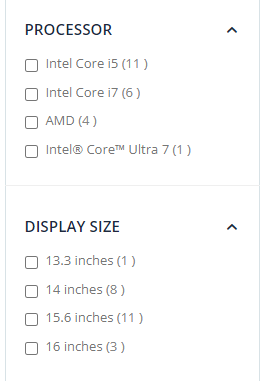 PROCESSOR
Intel Core i5 (11 )
Intel Core i7 (6 )
AMD (4 )
Intel® Core™ Ultra 7 (1 )
DISPLAY SIZE
13.3 inches (1 )
14 inches (8 )
15.6 inches (11 )
16 inches (3 )